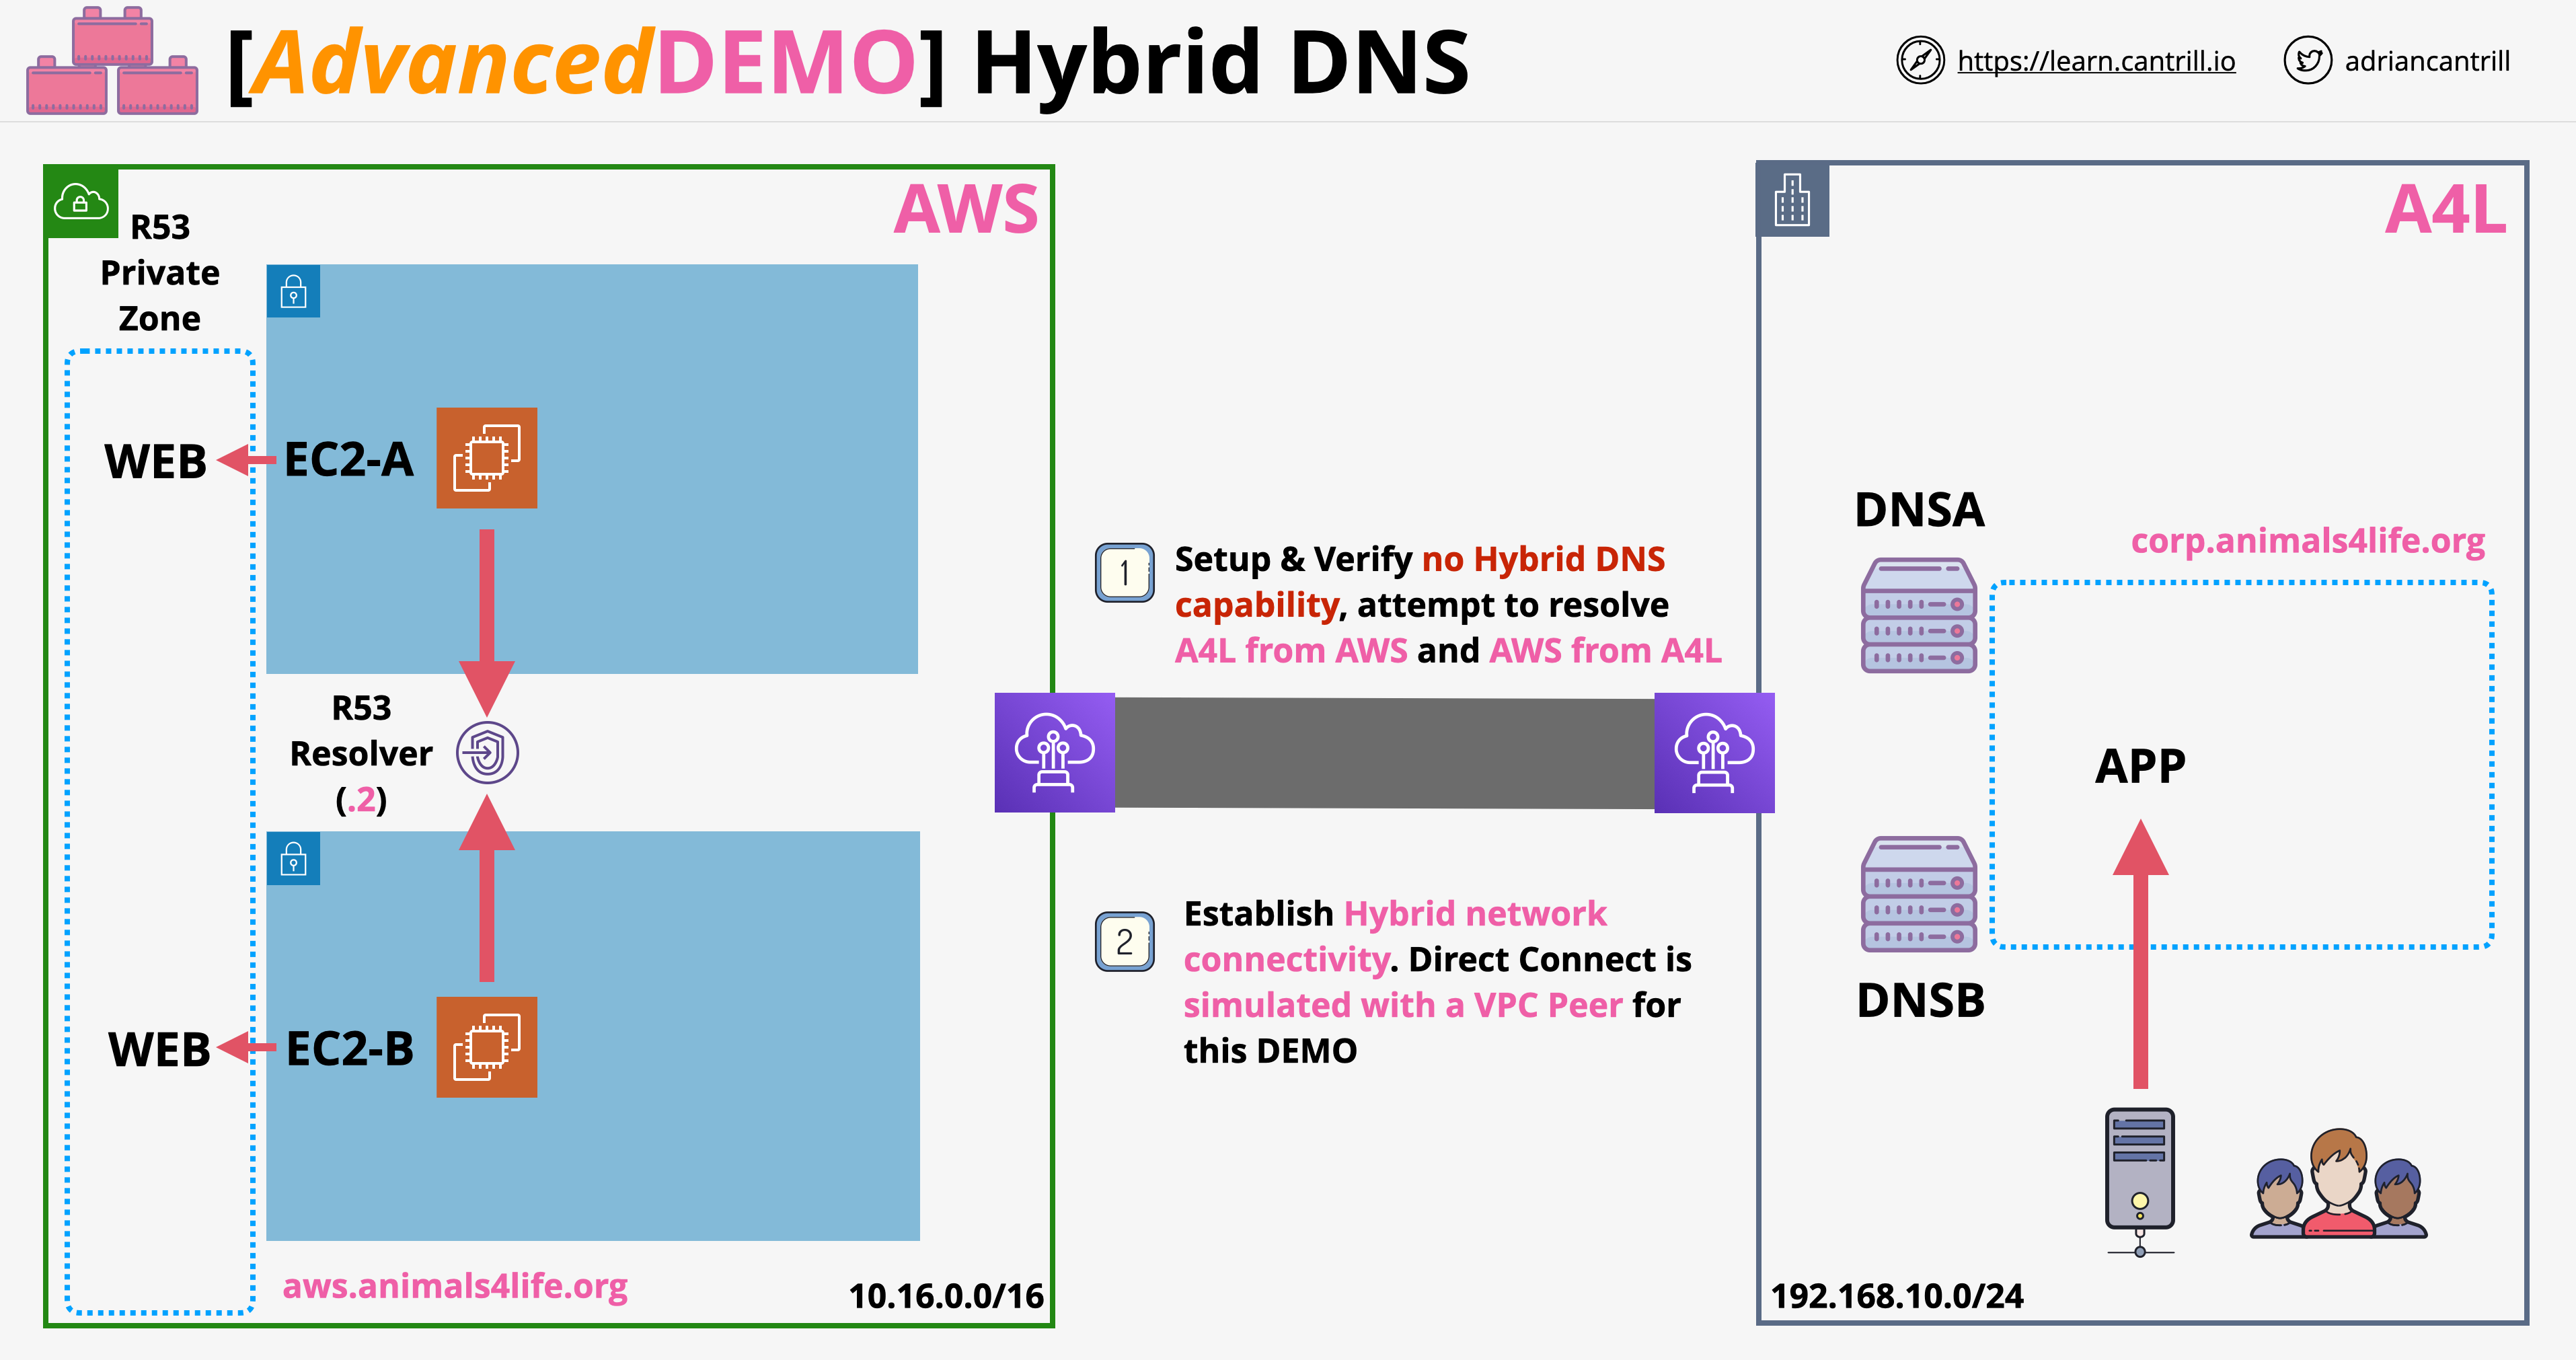 [AdvancedDEMO] Hybrid DNS
https://learn.cantrill.io
adriancantrill
AWS
R53
Private
Zone
WEB
EC2-A
R53
Resolver
(.2)
WEB
EC2-B
aws.animals4life.org
10.16.0.0/16
1
Setup & Verify no Hybrid DNS
capability, attempt to resolve
A4L from AWS and AWS from A4L
2
Establish Hybrid network
connectivity. Direct Connect is
simulated with a VPC Peer for
this DEMO
A4L
DNSA
corp.animals4life.org
APP
DNSB
192.168.10.0/24